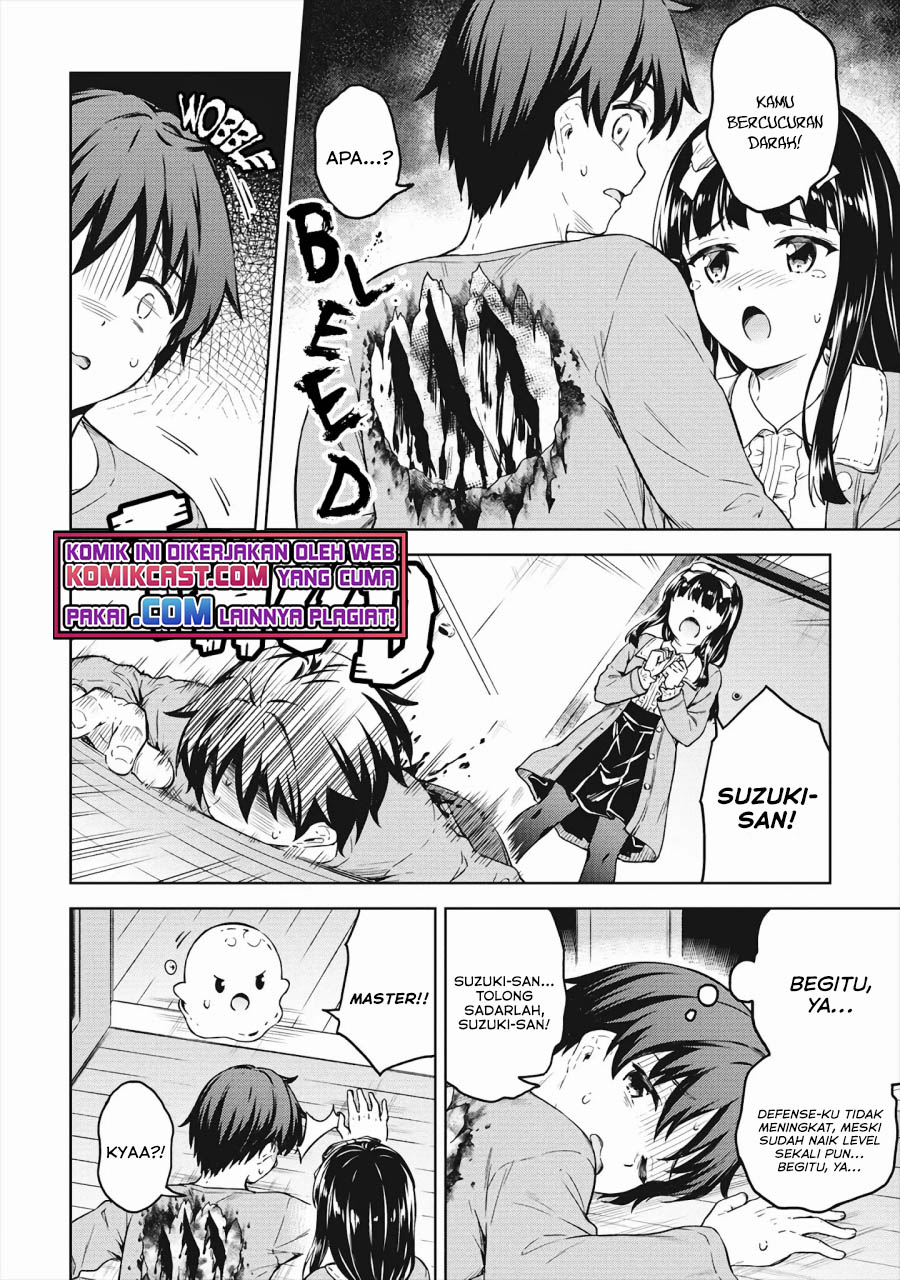 KAMU
BERCUCURAN
DARAH!
APA...?
BLEED
WOBBLE
KOMIK INI DIKERJAKAN OLEH WEB
KOMIKCAST.COM YANG CUMA
PAKAI .COM LAINNYA PLAGIAT!
SUZUKI-
SAN!
BEGITU,
YA...
SUZUKI-SAN...
TOLONG
SADARLAH,
SUZUKI-SAN!
DEFENSE-KU TIDAK
MENINGKAT, MESKI
SUDAH NAIK LEVEL
SEKALI PUN...
BEGITU, YA...
MASTER!!
KYAA?!